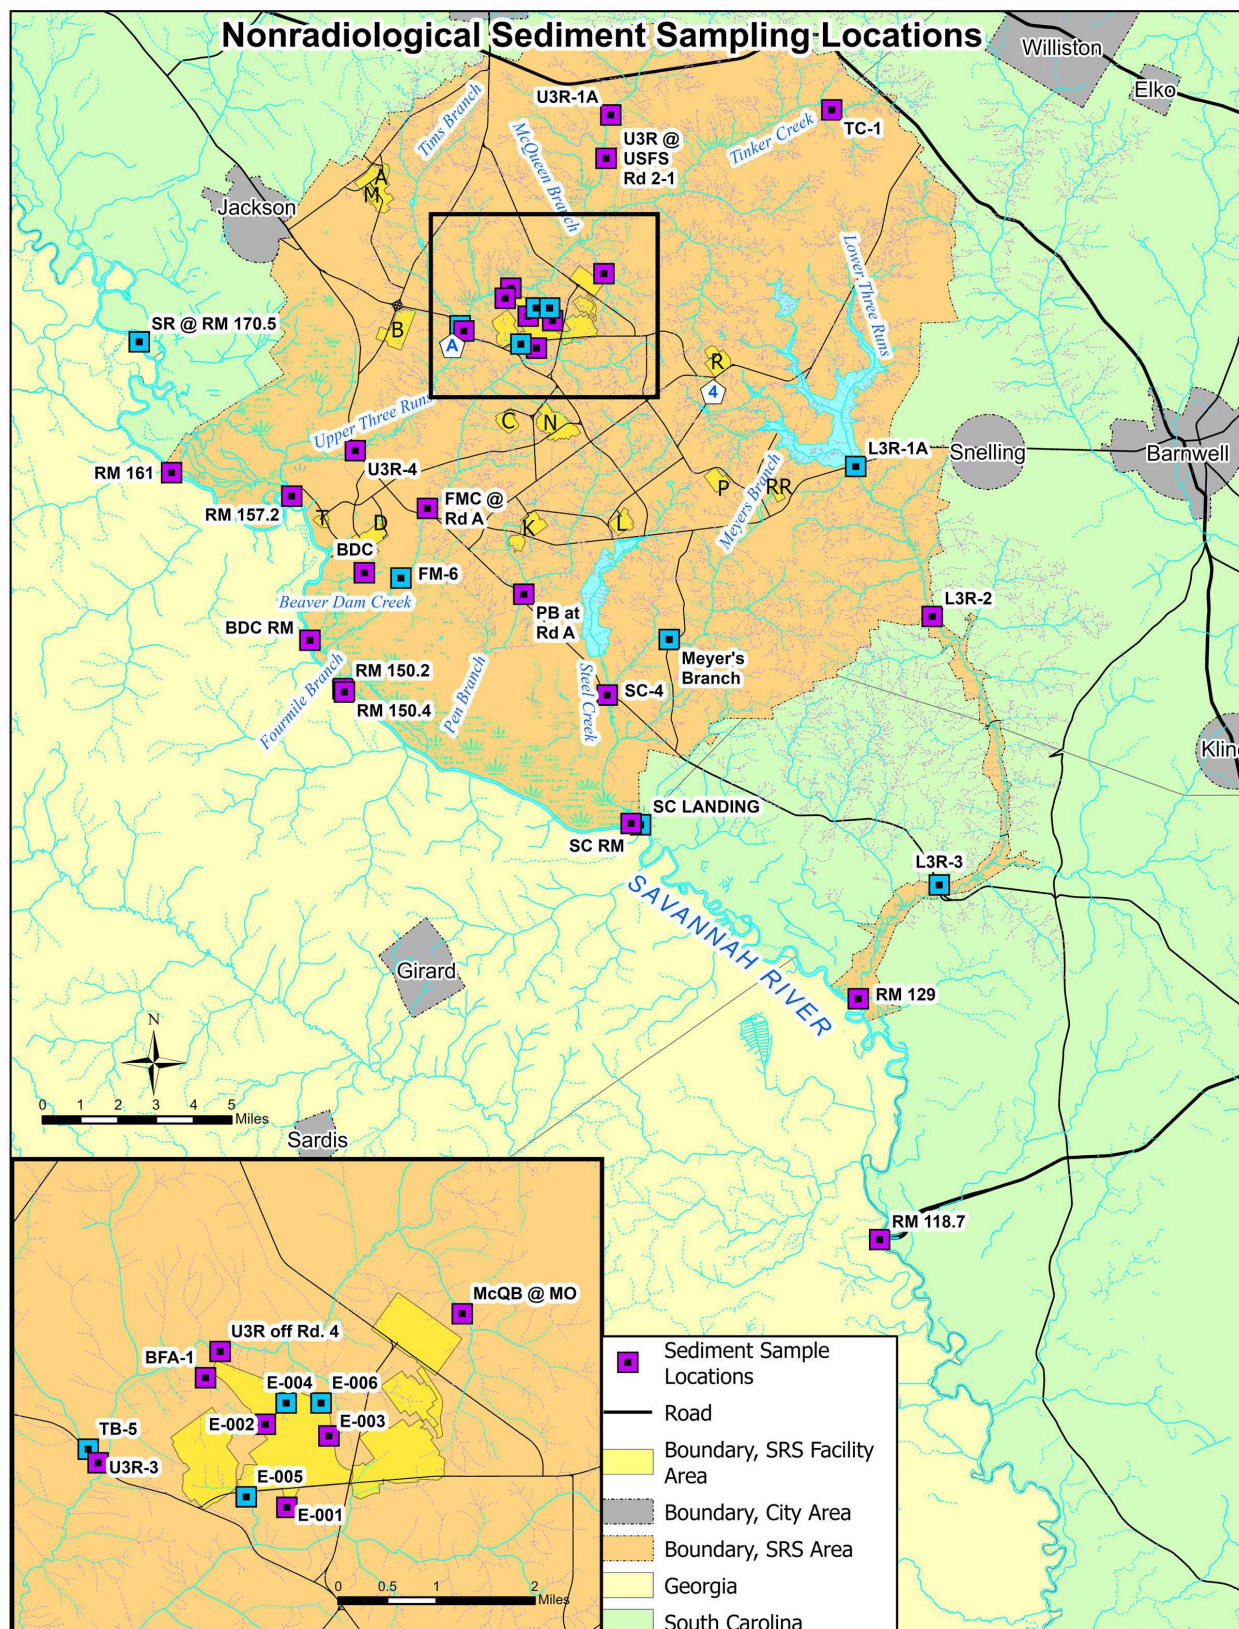 Nonradiological Sediment Sampling Locations
Williston
Elko
U3R-1A
TC-1
Tims Branch
McQueen Branch
Tinker Creek
U3R @
USFS
Rd 2-1
A
M
Jackson
Lower Three Runs
SR @ RM 170.5
B
A
R
4
Upper Three Runs
C
N
L3R-1A
Snelling
Barnwell
RM 161
U3R-4
Meyers Branch
P
RR
RM 157.2
FMC @
Rd A
T
D
K
L
BDC
FM-6
Beaver Dam Creek
PB at
Rd A
L3R-2
BDC RM
Meyer's
Branch
RM 150.2
RM 150.4
Fourmile Branch
Pen Branch
Steel Creek
SC-4
SC LANDING
SC RM
L3R-3
SAVANNAH RIVER
Girard
RM 129
N
0 1 2 3 4 5
Miles
Sardis
RM 118.7
McQB @ MO
U3R off Rd. 4
BFA-1
E-004
E-006
E-002
E-003
TB-5
U3R-3
E-005
E-001
0 0.5 1 2
Miles
Sediment Sample
Locations
Road
Boundary, SRS Facility
Area
Boundary, City Area
Boundary, SRS Area
Georgia
South Carolina